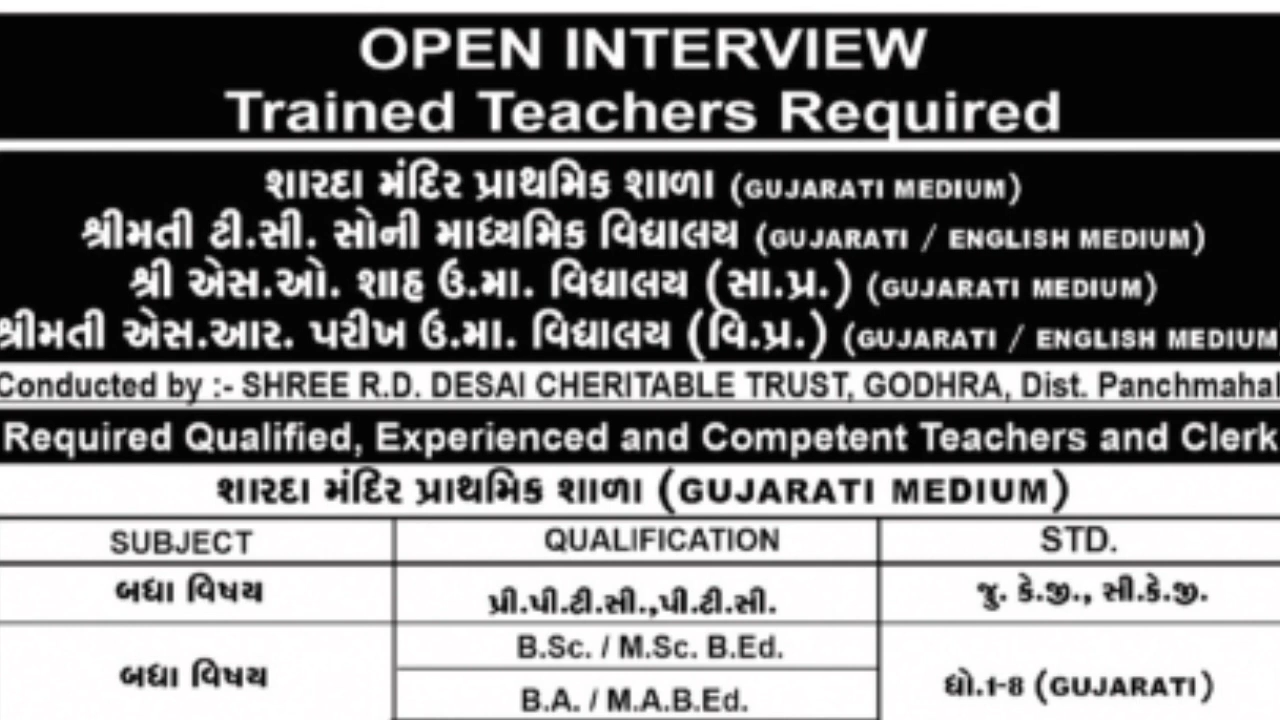 OPEN INTERVIEW
Trained Teachers Required
શારદા મંદિર પ્રાથમિક શાળા (GUJARATI MEDIUM)
શ્રીમતી ટી.સી. સોની માધ્યમિક વિદ્યાલય (GUJARATI / ENGLISH MEDIUM)
શ્રી એસ.ઓ. શાહ ઉ.મા. વિદ્યાલય (સા.પ્ર.) (GUJARATI MEDIUM)
શ્રીમતી એસ.આર. પરીખ ઉ.મા. વિદ્યાલય (વિ.પ્ર.) (GUJARATI / ENGLISH MEDIUM
Conducted by :- SHREE R.D. DESAI CHERITABLE TRUST, GODHRA, Dist. Panchmahal
Required Qualified, Experienced and Competent Teachers and Clerk
શારદા મંદિર પ્રાથમિક શાળા (GUJARATI MEDIUM)
SUBJECT QUALIFICATION STD.
બધા વિષય પ્રી.પી.ટી.સી.,પી.ટી.સી. જુ. કે.જી., સી.કે.જી.
B.Sc. / M.Sc. B.Ed.
બધા વિષય ધો.1-8 (GUJARATI)
B.A. / M.A.B.Ed.